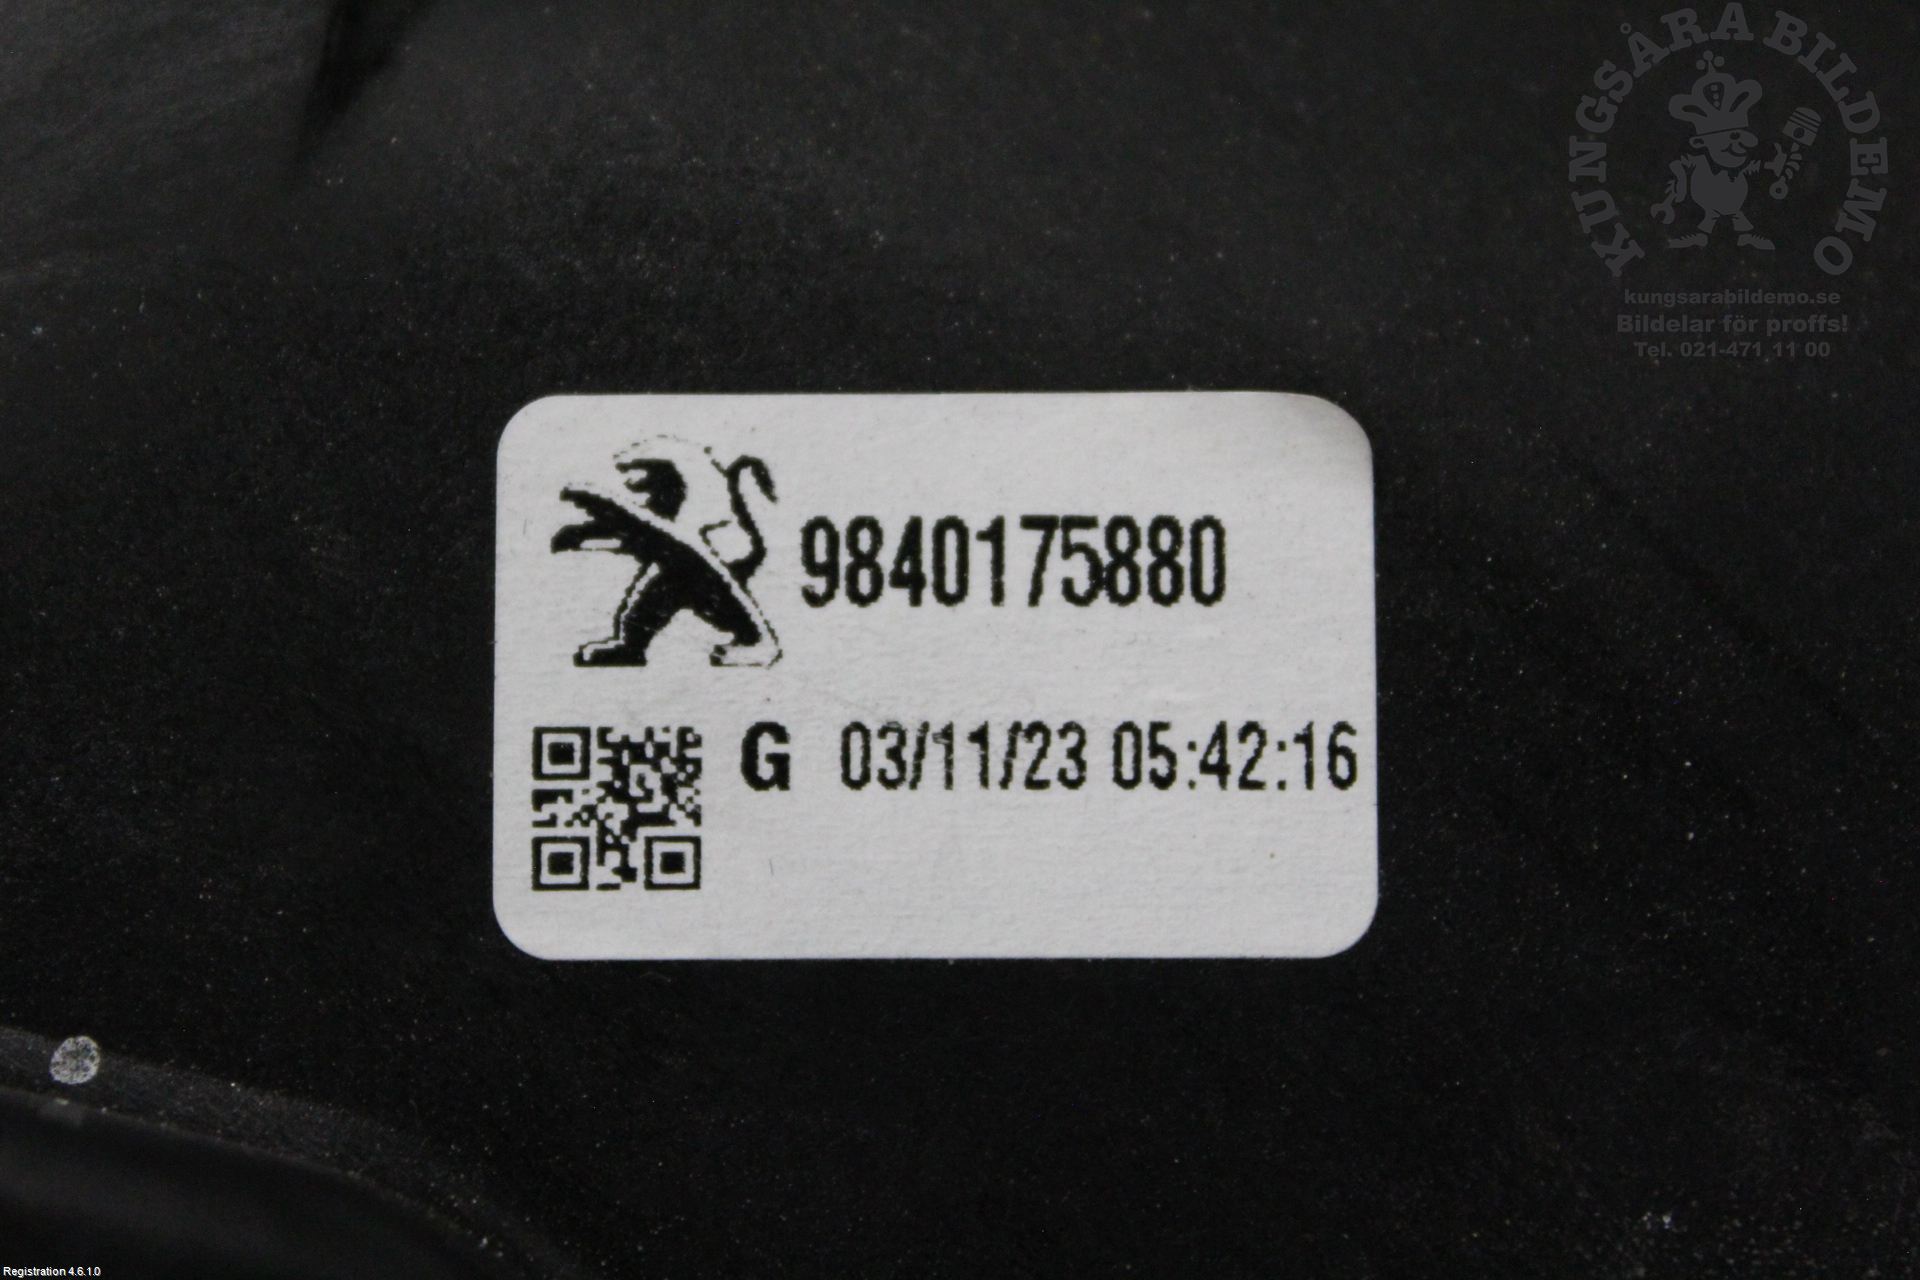 KUNGSÅRA BILDEMO
kungsarabildemo.se
Bildelar för proffs!
Tel. 021-471 11 00
9840175880
G 03/11/23 05:42:16
Registration 4.6.1.0